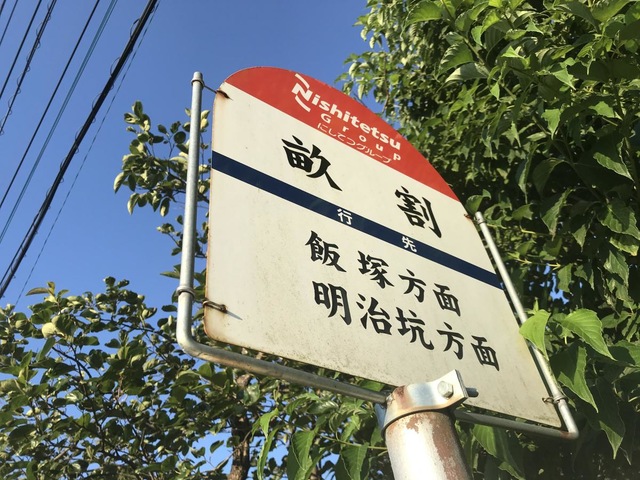 Nishitetsu
Group
にしてつグループ
畝割
行先
飯塚方面
明治坑方面